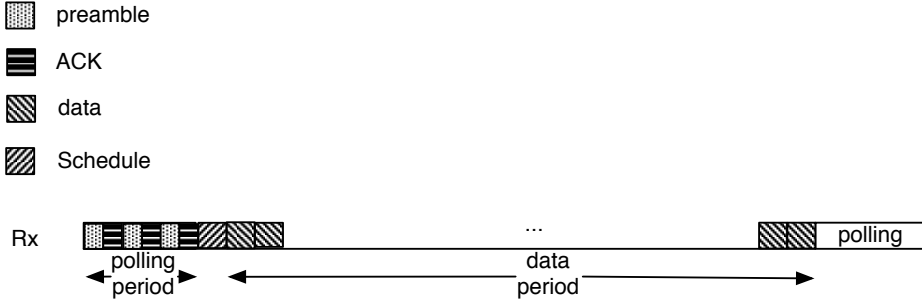 preamble
ACK
data
Schedule
Rx
...
polling
polling
period
data
period